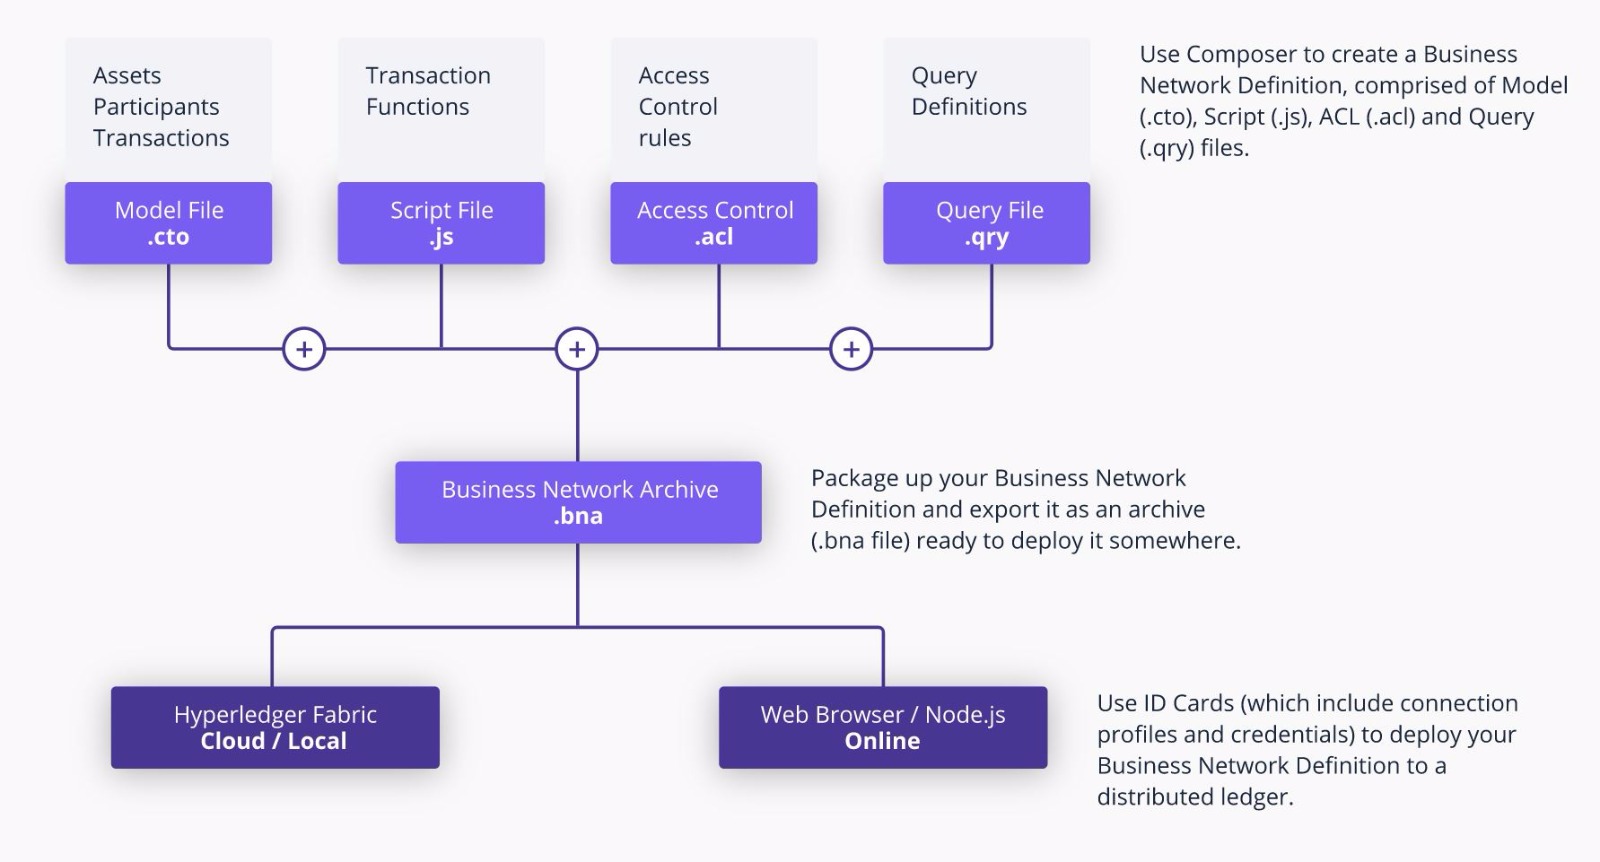 Assets
Participants
Transactions
Transaction
Functions
Access
Control
rules
Query
Definitions
Use Composer to create a Business
Network Definition, comprised of Model
(.cto), Script (.js), ACL (.acl) and Query
(.qry) files.
Model File
.cto
Script File
.js
Access Control
.acl
Query File
.qry
+
+
+
Business Network Archive
.bna
Package up your Business Network
Definition and export it as an archive
(.bna file) ready to deploy it somewhere.
Hyperledger Fabric
Cloud / Local
Web Browser / Node.js
Online
Use ID Cards (which include connection
profiles and credentials) to deploy your
Business Network Definition to a
distributed ledger.